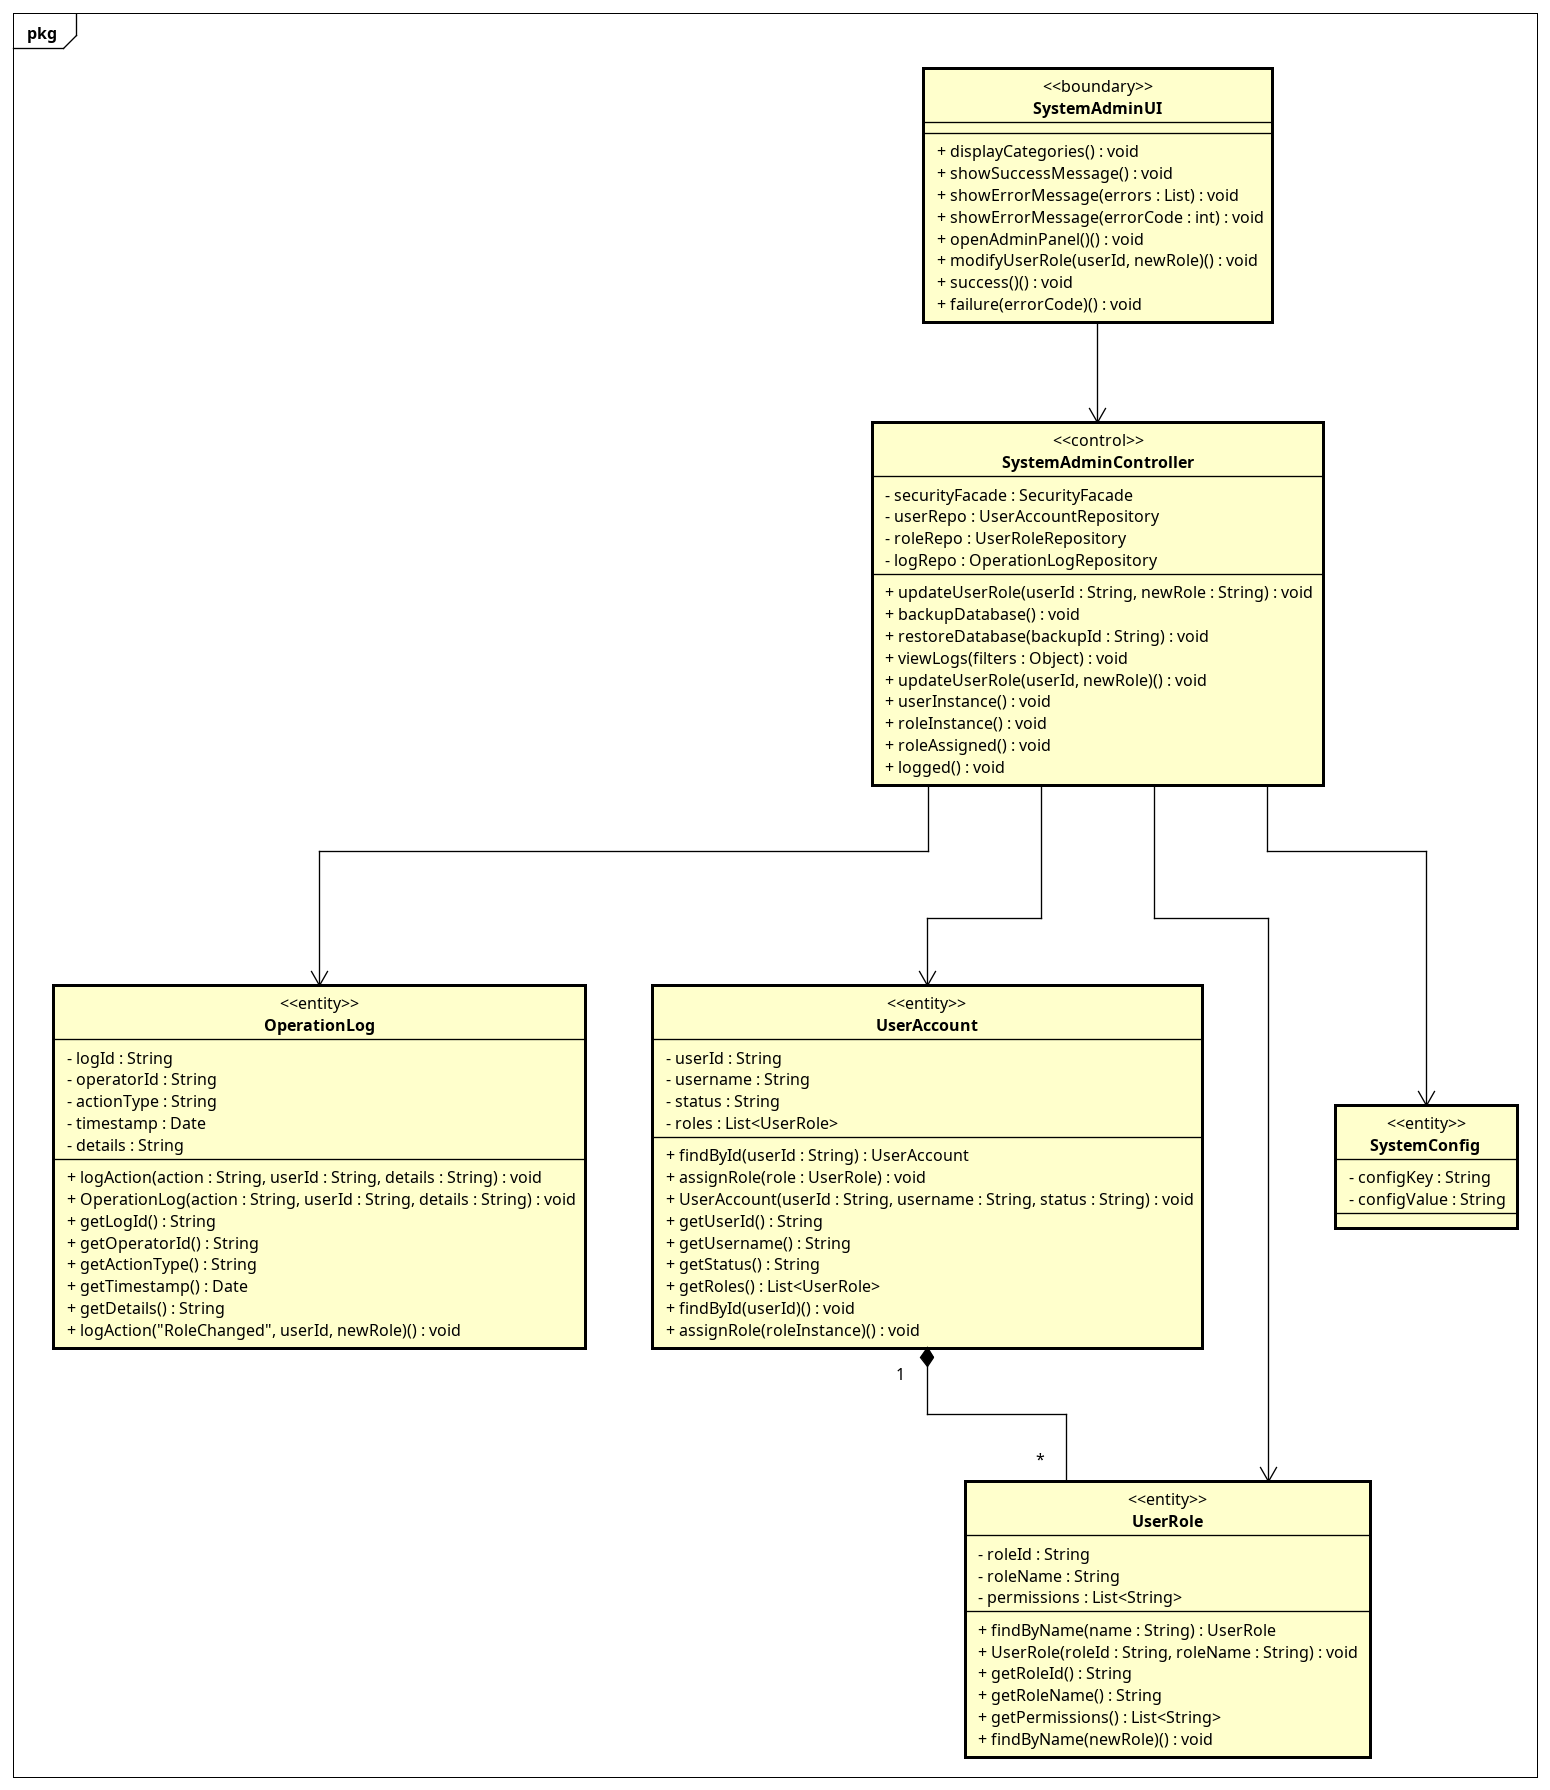 pkg
<<boundary>>
SystemAdminUI
+ displayCategories() : void
+ showSuccessMessage() : void
+ showErrorMessage(errors : List) : void
+ showErrorMessage(errorCode : int) : void
+ openAdminPanel()() : void
+ modifyUserRole(userId, newRole)() : void
+ success()() : void
+ failure(errorCode)() : void
<<control>>
SystemAdminController
- securityFacade : SecurityFacade
- userRepo : UserAccountRepository
- roleRepo : UserRoleRepository
- logRepo : OperationLogRepository
+ updateUserRole(userId : String, newRole : String) : void
+ backupDatabase() : void
+ restoreDatabase(backupId : String) : void
+ viewLogs(filters : Object) : void
+ updateUserRole(userId, newRole)() : void
+ userInstance() : void
+ roleInstance() : void
+ roleAssigned() : void
+ logged() : void
<<entity>>
OperationLog
- logId : String
- operatorId : String
- actionType : String
- timestamp : Date
- details : String
+ logAction(action : String, userId : String, details : String) : void
+ OperationLog(action : String, userId : String, details : String) : void
+ getLogId() : String
+ getOperatorId() : String
+ getActionType() : String
+ getTimestamp() : Date
+ getDetails() : String
+ logAction("RoleChanged", userId, newRole)() : void
<<entity>>
UserAccount
- userId : String
- username : String
- status : String
- roles : List<UserRole>
+ findById(userId : String) : UserAccount
+ assignRole(role : UserRole) : void
+ UserAccount(userId : String, username : String, status : String) : void
+ getUserId() : String
+ getUsername() : String
+ getStatus() : String
+ getRoles() : List<UserRole>
+ findById(userId)() : void
+ assignRole(roleInstance)() : void
<<entity>>
SystemConfig
- configKey : String
- configValue : String
1
*
<<entity>>
UserRole
- roleId : String
- roleName : String
- permissions : List<String>
+ findByName(name : String) : UserRole
+ UserRole(roleId : String, roleName : String) : void
+ getRoleId() : String
+ getRoleName() : String
+ getPermissions() : List<String>
+ findByName(newRole)() : void